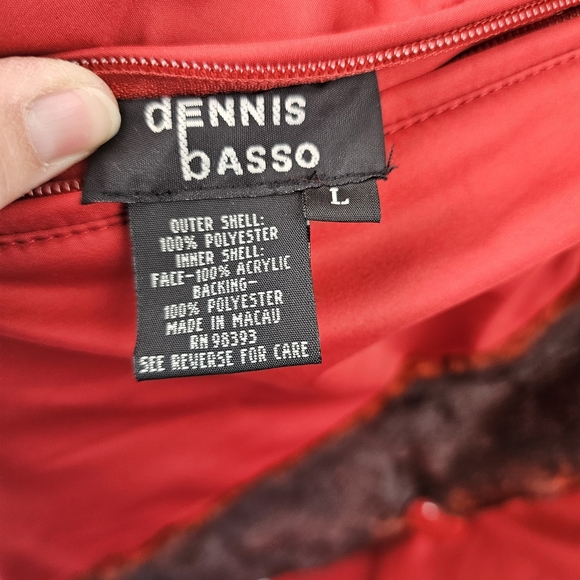 dENNIS
bASSO
L
OUTER SHELL:
100% POLYESTER
INNER SHELL:
FACE-100% ACRYLIC
BACKING-
100% POLYESTER
MADE IN MACAU
RN 98393
SEE REVERSE FOR CARE